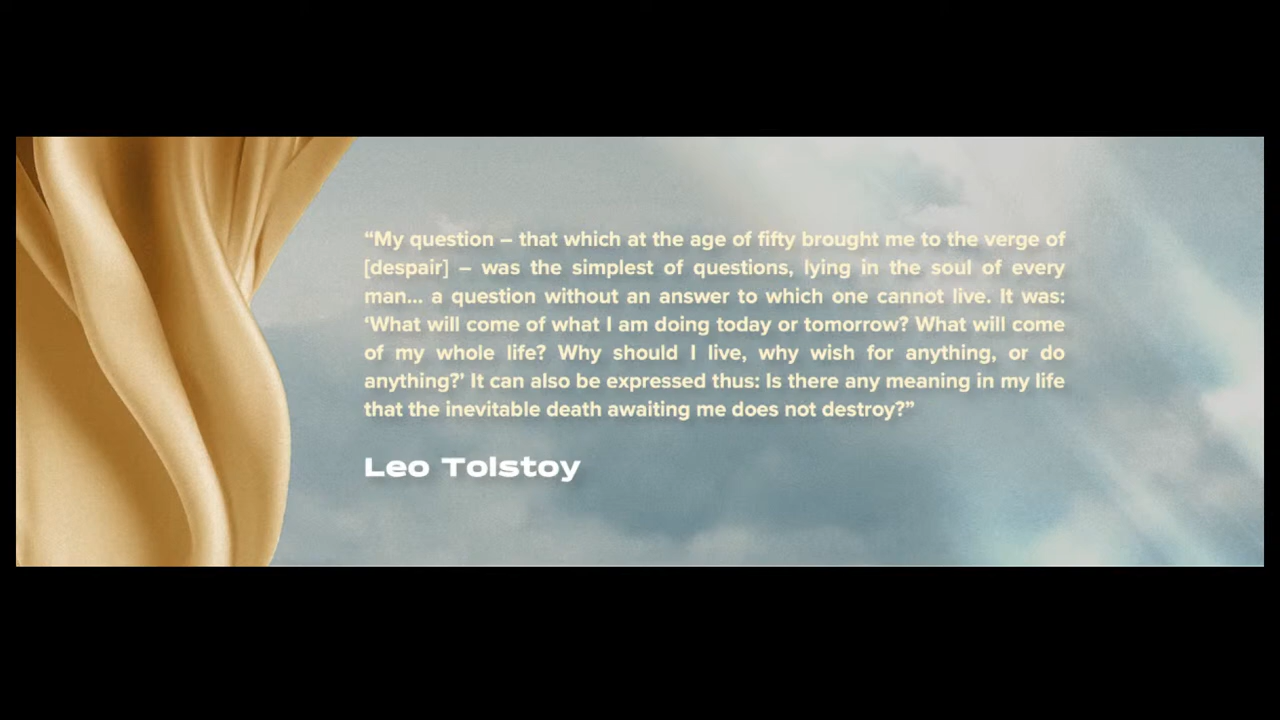 “My question – that which at the age of fifty brought me to the verge of
[despair] – was the simplest of questions, lying in the soul of every
man... a question without an answer to which one cannot live. It was:
‘What will come of what I am doing today or tomorrow? What will come
of my whole life? Why should I live, why wish for anything, or do
anything?’ It can also be expressed thus: Is there any meaning in my life
that the inevitable death awaiting me does not destroy?”
Leo Tolstoy